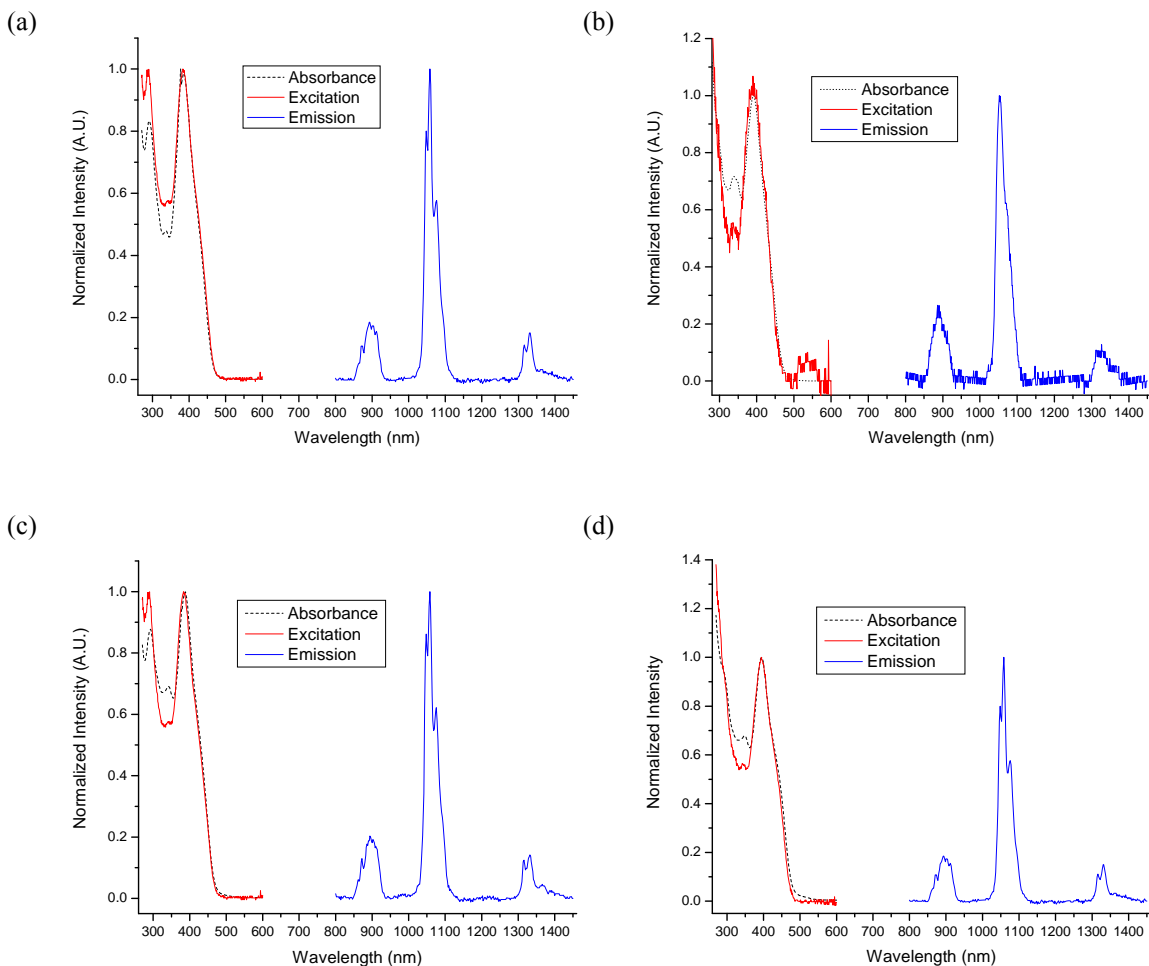 (a)
Normalized Intensity (A.U.)
1.0
0.8
0.6
0.4
0.2
0.0
Absorbance
Excitation
Emission
300 400 500 600 700 800 900 1000 1100 1200 1300 1400
Wavelength (nm)
(b)
Normalized Intensity (A.U.)
1.2
1.0
0.8
0.6
0.4
0.2
0.0
Absorbance
Excitation
Emission
300 400 500 600 700 800 900 1000 1100 1200 1300 1400
Wavelength (nm)
(c)
Normalized Intensity (A.U.)
1.0
0.8
0.6
0.4
0.2
0.0
Absorbance
Excitation
Emission
300 400 500 600 700 800 900 1000 1100 1200 1300 1400
Wavelength (nm)
(d)
Normalized Intensity
1.4
1.2
1.0
0.8
0.6
0.4
0.2
0.0
Absorbance
Excitation
Emission
300 400 500 600 700 800 900 1000 1100 1200 1300 1400
Wavelength (nm)